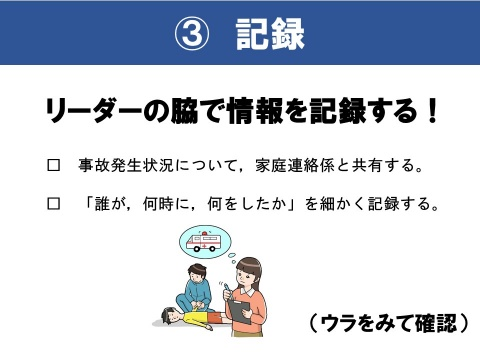 ③ 記録
リーダーの脇で情報を記録する！
□ 事故発生状況について，家庭連絡係と共有する。
□ 「誰が，何時に，何をしたか」を細かく記録する。
（ウラをみて確認）